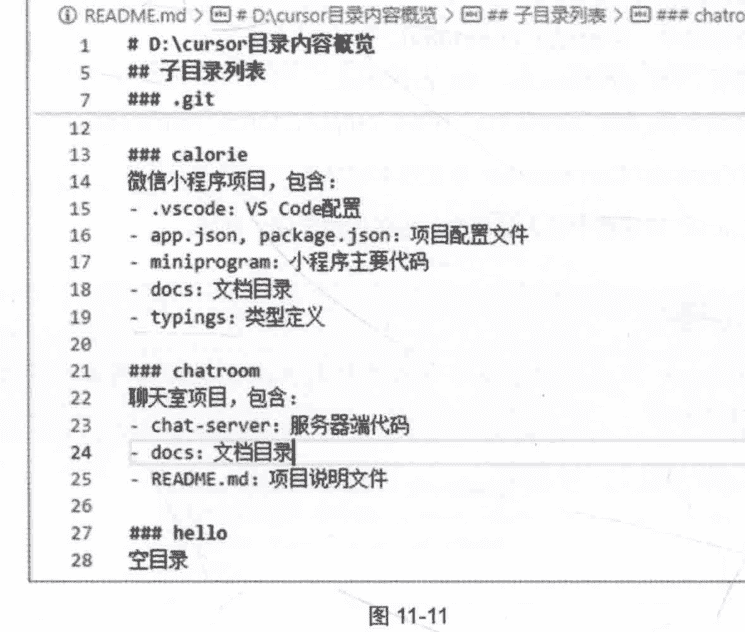 README.md > # D:\cursor目录内容概览 > ## 子目录列表 > ### chatro
1 # D:\cursor目录内容概览
5 ## 子目录列表
7 ### .git
12
13 ### calorie
14 微信小程序项目，包含：
15 - .vscode: VS Code配置
16 - app.json, package.json: 项目配置文件
17 - miniprogram: 小程序主要代码
18 - docs: 文档目录
19 - typings: 类型定义
20
21 ### chatroom
22 聊天室项目，包含：
23 - chat-server: 服务器端代码
24 - docs: 文档目录
25 - README.md: 项目说明文件
26
27 ### hello
28 空目录
图 11-11